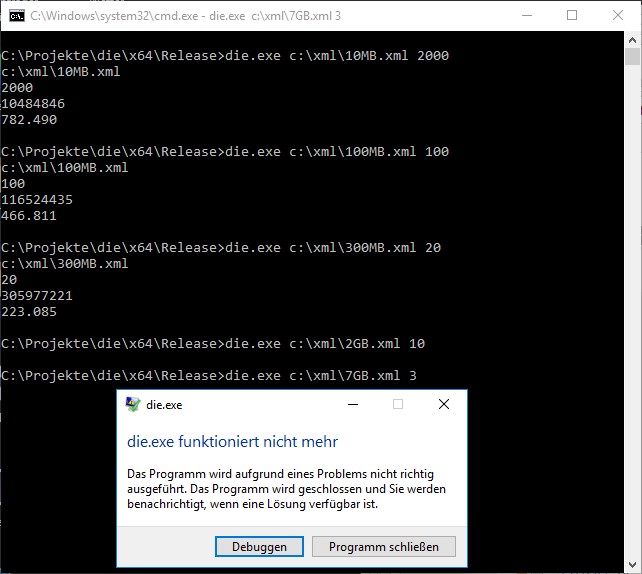 C:\Windows\system32\cmd.exe - die.exe  c:\xml\7GB.xml 3
C:\Projekte\die\x64\Release>die.exe c:\xml\10MB.xml 2000
c:\xml\10MB.xml
2000
10484846
782.490
C:\Projekte\die\x64\Release>die.exe c:\xml\100MB.xml 100
c:\xml\100MB.xml
100
116524435
466.811
C:\Projekte\die\x64\Release>die.exe c:\xml\300MB.xml 20
c:\xml\300MB.xml
20
305977221
223.085
C:\Projekte\die\x64\Release>die.exe c:\xml\2GB.xml 10
C:\Projekte\die\x64\Release>die.exe c:\xml\7GB.xml 3
die.exe
die.exe funktioniert nicht mehr
Das Programm wird aufgrund eines Problems nicht richtig
ausgeführt. Das Programm wird geschlossen und Sie werden
benachrichtigt, wenn eine Lösung verfügbar ist.
Debuggen
Programm schließen